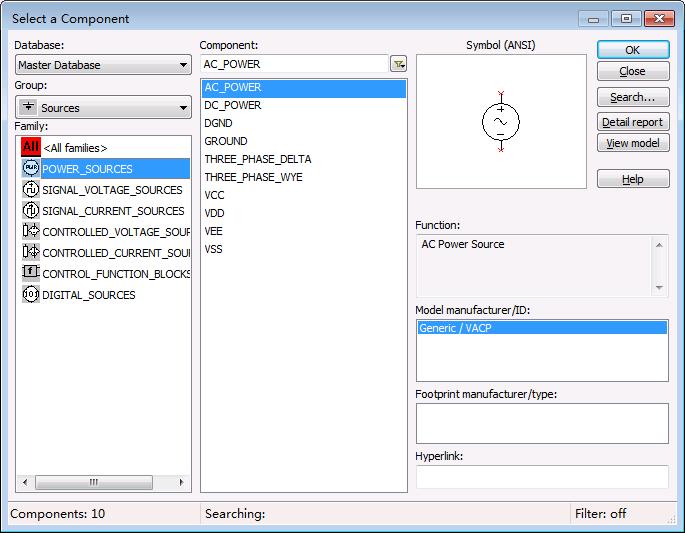 Select a Component
Database:
Master Database
Group:
Sources
Family:
All <All families>
PWR POWER_SOURCES
SIGNAL_VOLTAGE_SOURCES
SIGNAL_CURRENT_SOURCES
CONTROLLED_VOLTAGE_SOUR
CONTROLLED_CURRENT_SOU
f CONTROL_FUNCTION_BLOCKS
101 DIGITAL_SOURCES
Component:
AC_POWER
AC_POWER
DC_POWER
DGND
GROUND
THREE_PHASE_DELTA
THREE_PHASE_WYE
VCC
VDD
VEE
VSS
Symbol (ANSI)
Function:
AC Power Source
Model manufacturer/ID:
Generic / VACP
Footprint manufacturer/type:
Hyperlink:
OK
Close
Search...
Detail report
View model
Help
Components: 10
Searching:
Filter: off